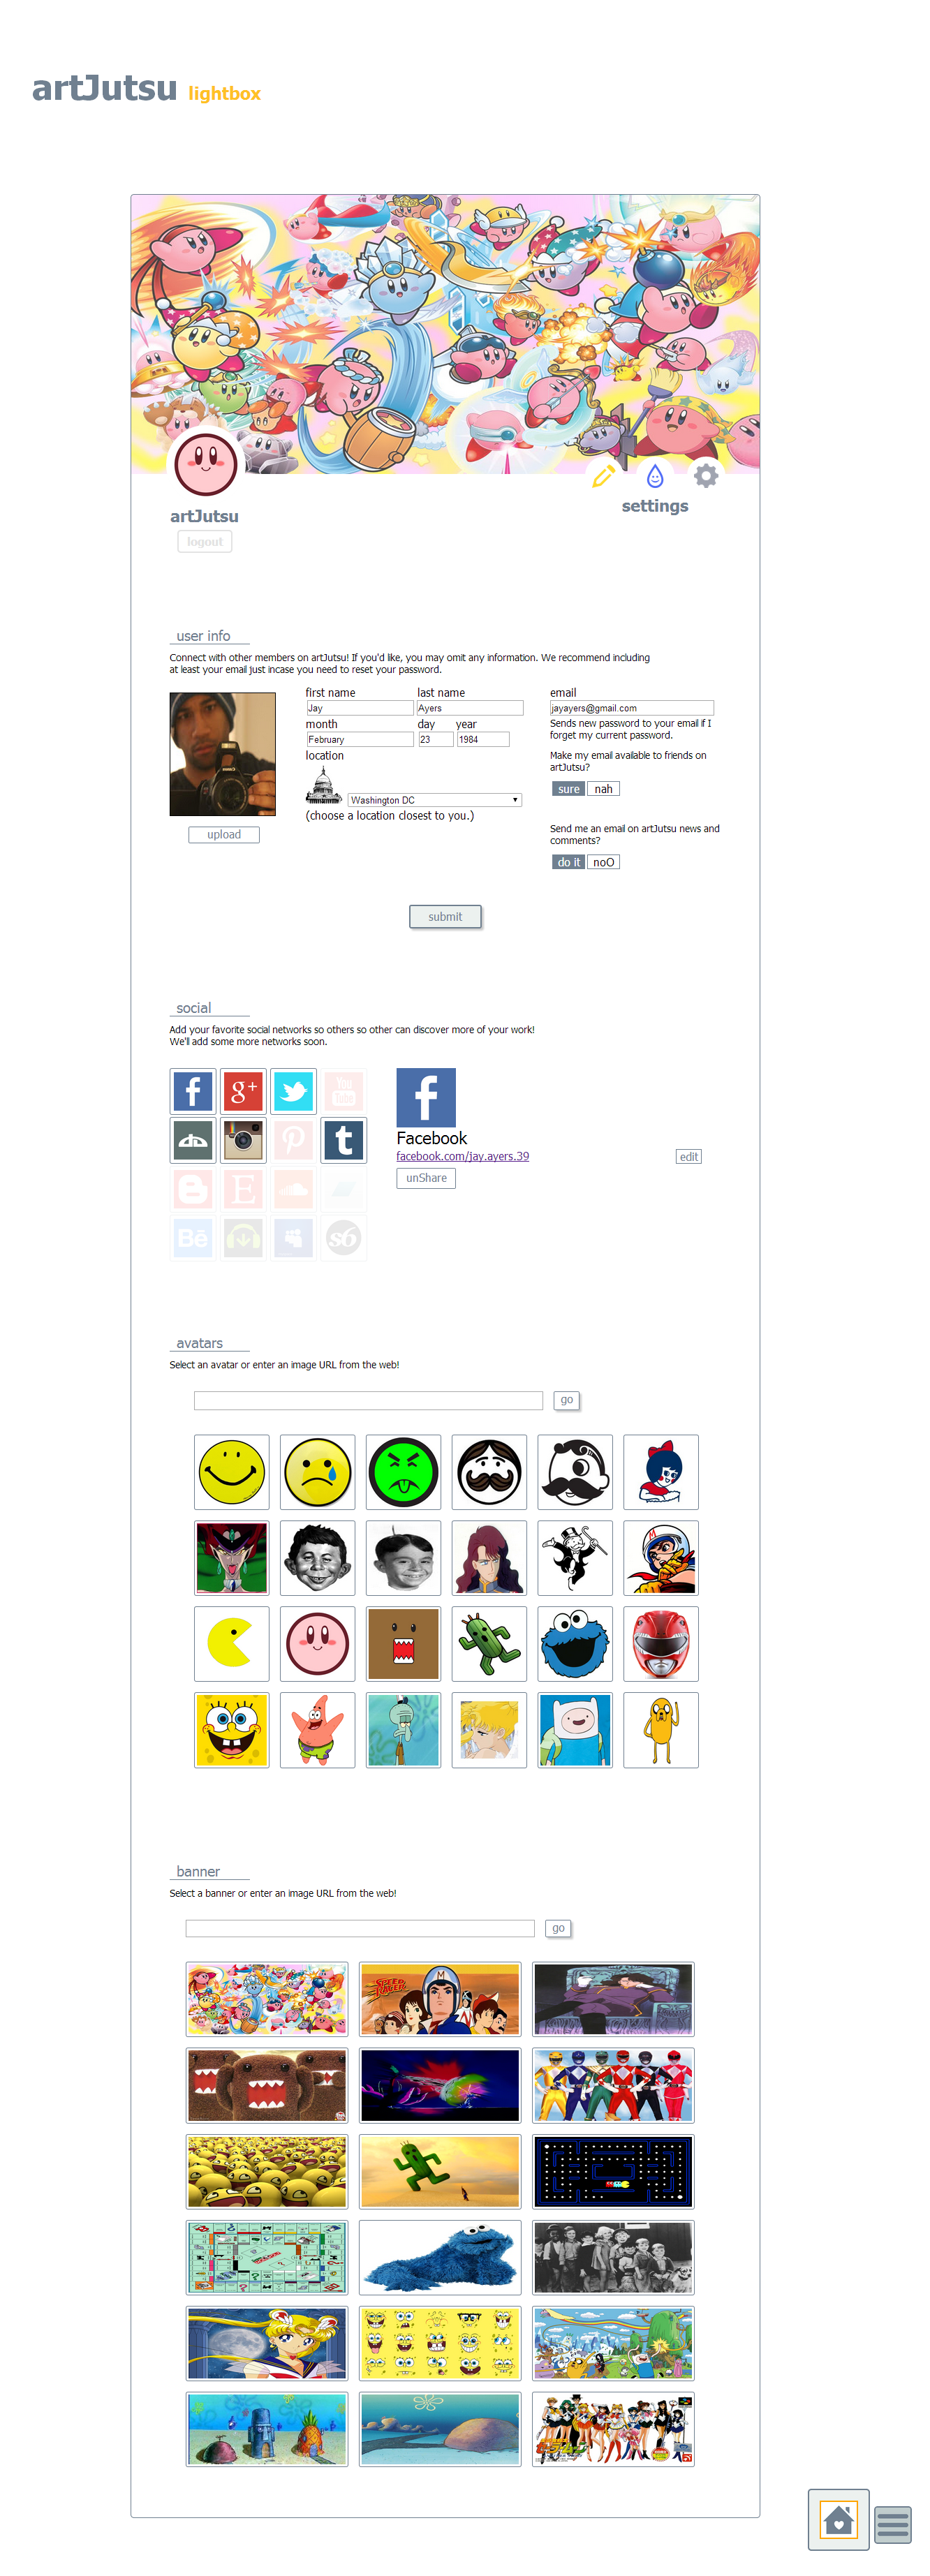 artJutsu lightbox
artJutsu
logout
settings
user info
Connect with other members on artJutsu! If you'd like, you may omit any information. We recommend including
at least your email just incase you need to reset your password.
first name
last name
Jay
Ayers
month
day
year
February
23
1984
location
Washington DC
(choose a location closest to you.)
upload
email
jayayers@gmail.com
Sends new password to your email if I
forget my current password.
Make my email available to friends on
artJutsu?
sure
nah
Send me an email on artJutsu news and
comments?
do it
noO
submit
social
Add your favorite social networks so others so other can discover more of your work!
We'll add some more networks soon.
f
g+
You
Tube
t
E
Bē
s6
f
Facebook
facebook.com/jay.ayers.39
edit
unShare
avatars
Select an avatar or enter an image URL from the web!
go
M
banner
Select a banner or enter an image URL from the web!
go
SPEED
RACER
M